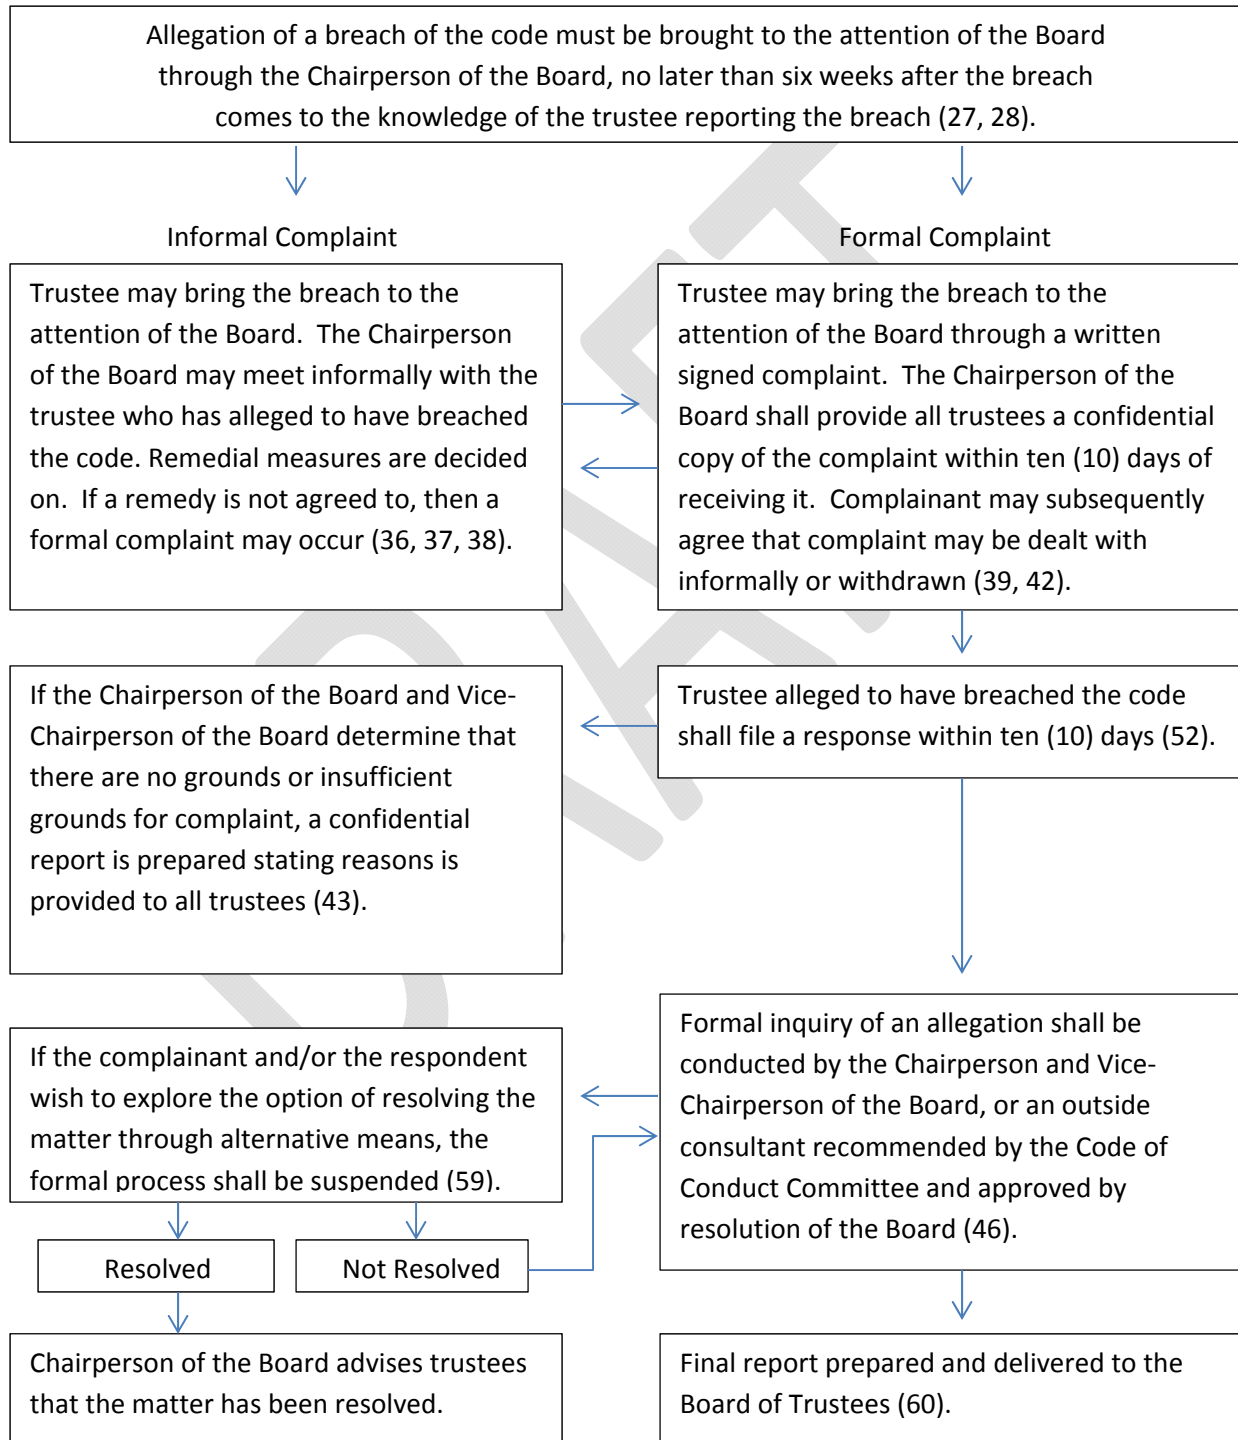 Allegation of a breach of the code must be brought to the attention of the Board
through the Chairperson of the Board, no later than six weeks after the breach
comes to the knowledge of the trustee reporting the breach (27, 28).
Informal Complaint
Formal Complaint
Trustee may bring the breach to the
attention of the Board.  The Chairperson
of the Board may meet informally with the
trustee who has alleged to have breached
the code. Remedial measures are decided
on.  If a remedy is not agreed to, then a
formal complaint may occur (36, 37, 38).
Trustee may bring the breach to the
attention of the Board through a written
signed complaint.  The Chairperson of the
Board shall provide all trustees a confidential
copy of the complaint within ten (10) days of
receiving it.  Complainant may subsequently
agree that complaint may be dealt with
informally or withdrawn (39, 42).
If the Chairperson of the Board and Vice-
Chairperson of the Board determine that
there are no grounds or insufficient
grounds for complaint, a confidential
report is prepared stating reasons is
provided to all trustees (43).
Trustee alleged to have breached the code
shall file a response within ten (10) days (52).
If the complainant and/or the respondent
wish to explore the option of resolving the
matter through alternative means, the
formal process shall be suspended (59).
Formal inquiry of an allegation shall be
conducted by the Chairperson and Vice-
Chairperson of the Board, or an outside
consultant recommended by the Code of
Conduct Committee and approved by
resolution of the Board (46).
Resolved
Not Resolved
Chairperson of the Board advises trustees
that the matter has been resolved.
Final report prepared and delivered to the
Board of Trustees (60).
DRAFT